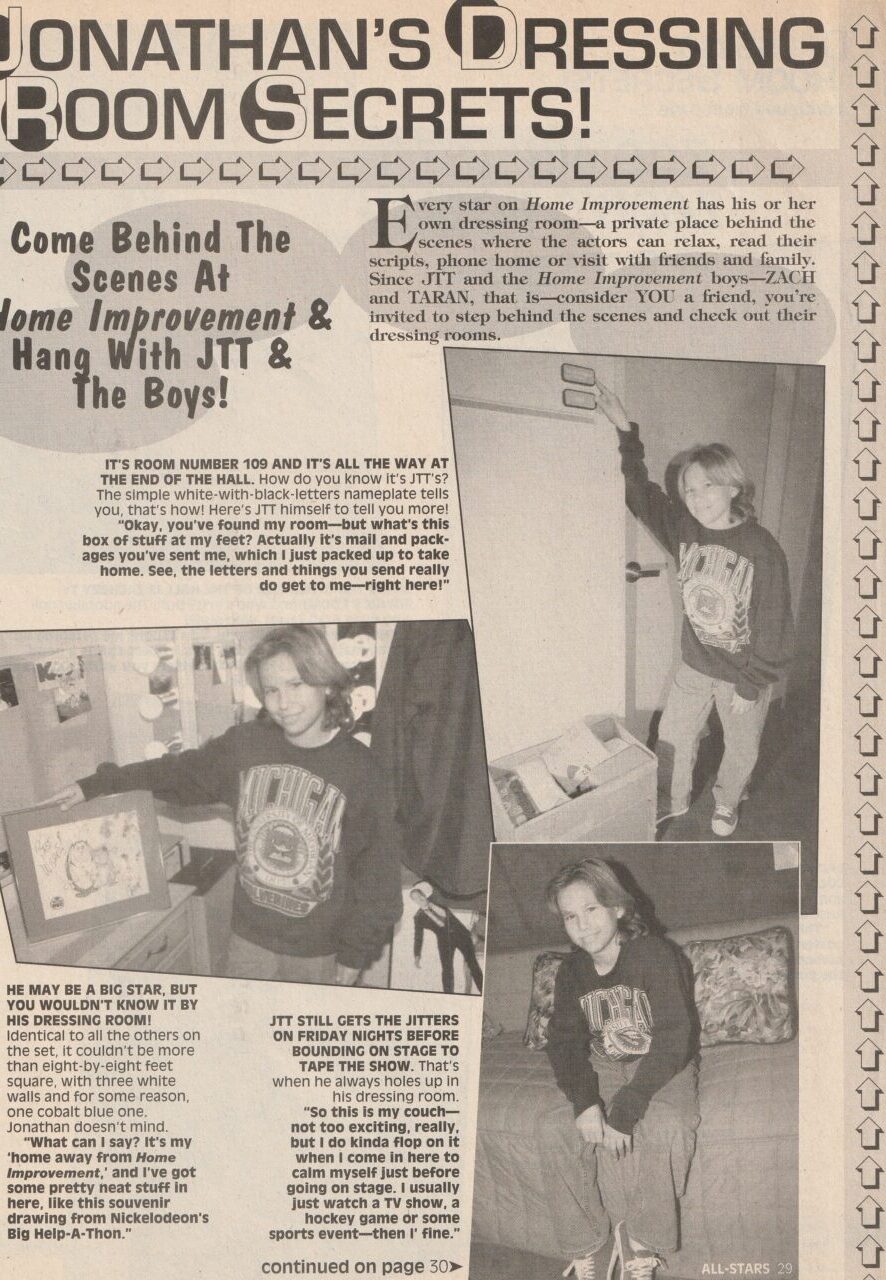 JONATHAN'S DRESSING
ROOM SECRETS!
Come Behind The
Scenes At
Home Improvement &
Hang With JTT &
The Boys!
Every star on Home Improvement has his or her
own dressing room—a private place behind the
scenes where the actors can relax, read their
scripts, phone home or visit with friends and family.
Since JTT and the Home Improvement boys—ZACH
and TARAN, that is—consider YOU a friend, you're
invited to step behind the scenes and check out their
dressing rooms.
IT'S ROOM NUMBER 109 AND IT'S ALL THE WAY AT
THE END OF THE HALL. How do you know it's JTT's?
The simple white-with-black-letters nameplate tells
you, that's how! Here's JTT himself to tell you more!
"Okay, you've found my room—but what's this
box of stuff at my feet? Actually it's mail and pack-
ages you've sent me, which I just packed up to take
home. See, the letters and things you send really
do get to me—right here!"
MICHIGAN
MICHIGAN
WOLVERINES
MICHIGAN
HE MAY BE A BIG STAR, BUT
YOU WOULDN'T KNOW IT BY
HIS DRESSING ROOM!
Identical to all the others on
the set, it couldn't be more
than eight-by-eight feet
square, with three white
walls and for some reason,
one cobalt blue one.
Jonathan doesn't mind.
"What can I say? It's my
'home away from Home
Improvement,' and I've got
some pretty neat stuff in
here, like this souvenir
drawing from Nickelodeon's
Big Help-A-Thon."
JTT STILL GETS THE JITTERS
ON FRIDAY NIGHTS BEFORE
BOUNDING ON STAGE TO
TAPE THE SHOW. That's
when he always holes up in
his dressing room.
"So this is my couch—
not too exciting, really,
but I do kinda flop on it
when I come in here to
calm myself just before
going on stage. I usually
just watch a TV show, a
hockey game or some
sports event—then I' fine."
continued on page 30➤
ALL-STARS 29